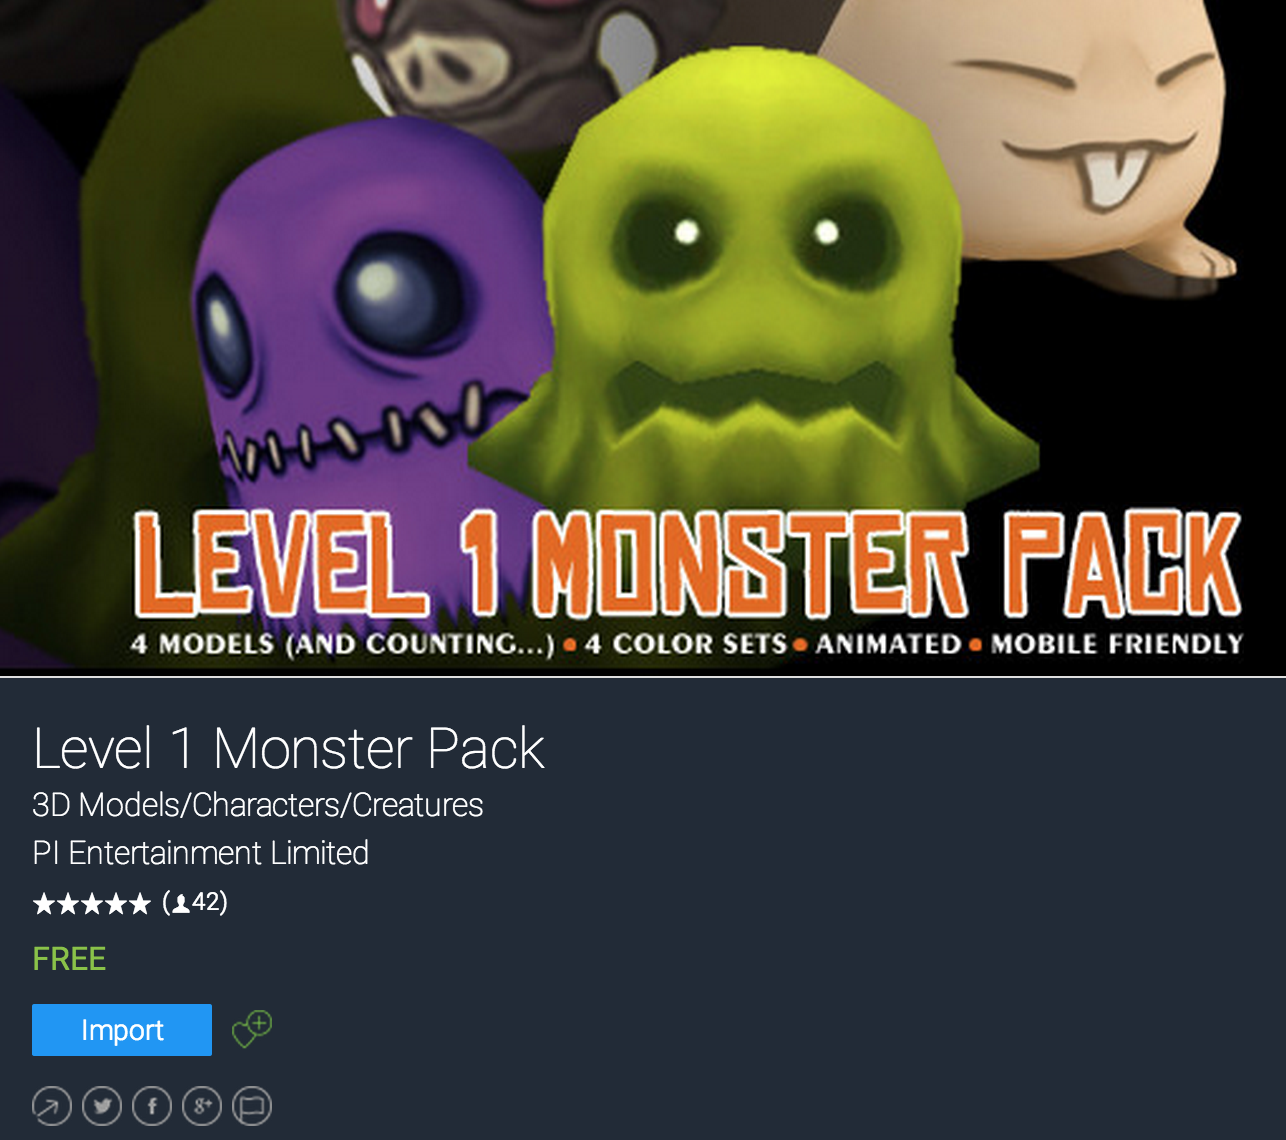 LEVEL 1 MONSTER PACK
4 MODELS (AND COUNTING...) • 4 COLOR SETS • ANIMATED • MOBILE FRIENDLY
Level 1 Monster Pack
3D Models/Characters/Creatures
PI Entertainment Limited
★★★★★ (42)
FREE
Import
f g+